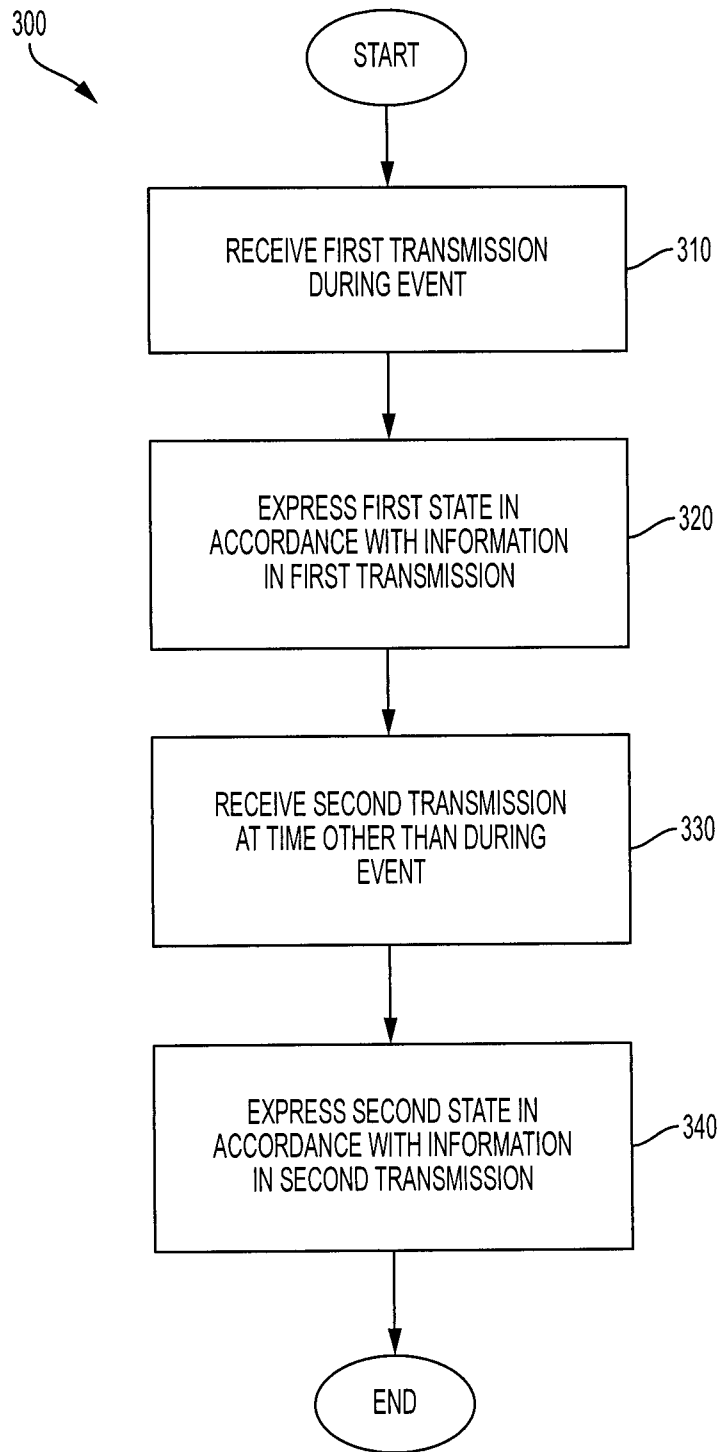 300
START
RECEIVE FIRST TRANSMISSION
DURING EVENT
310
EXPRESS FIRST STATE IN
ACCORDANCE WITH INFORMATION
IN FIRST TRANSMISSION
320
RECEIVE SECOND TRANSMISSION
AT TIME OTHER THAN DURING
EVENT
330
EXPRESS SECOND STATE IN
ACCORDANCE WITH INFORMATION
IN SECOND TRANSMISSION
340
END